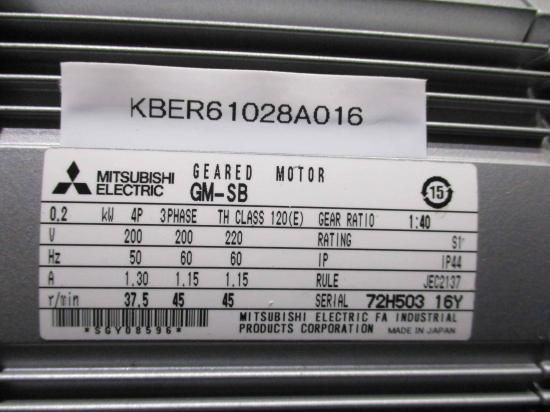 KBER61028A016
MITSUBISHI ELECTRIC
GEARED MOTOR
GM-SB
15
0.2 kW 4P 3PHASE TH CLASS 120(E) GEAR RATIO 1:40
V 200 200 220 RATING S1
Hz 50 60 60 IP IP44
A 1.30 1.15 1.15 RULE JEC2137
r/min 37.5 45 45 SERIAL 72H503 16Y
*SGY08596*
MITSUBISHI ELECTRIC FA INDUSTRIAL
PRODUCTS CORPORATION MADE IN JAPAN